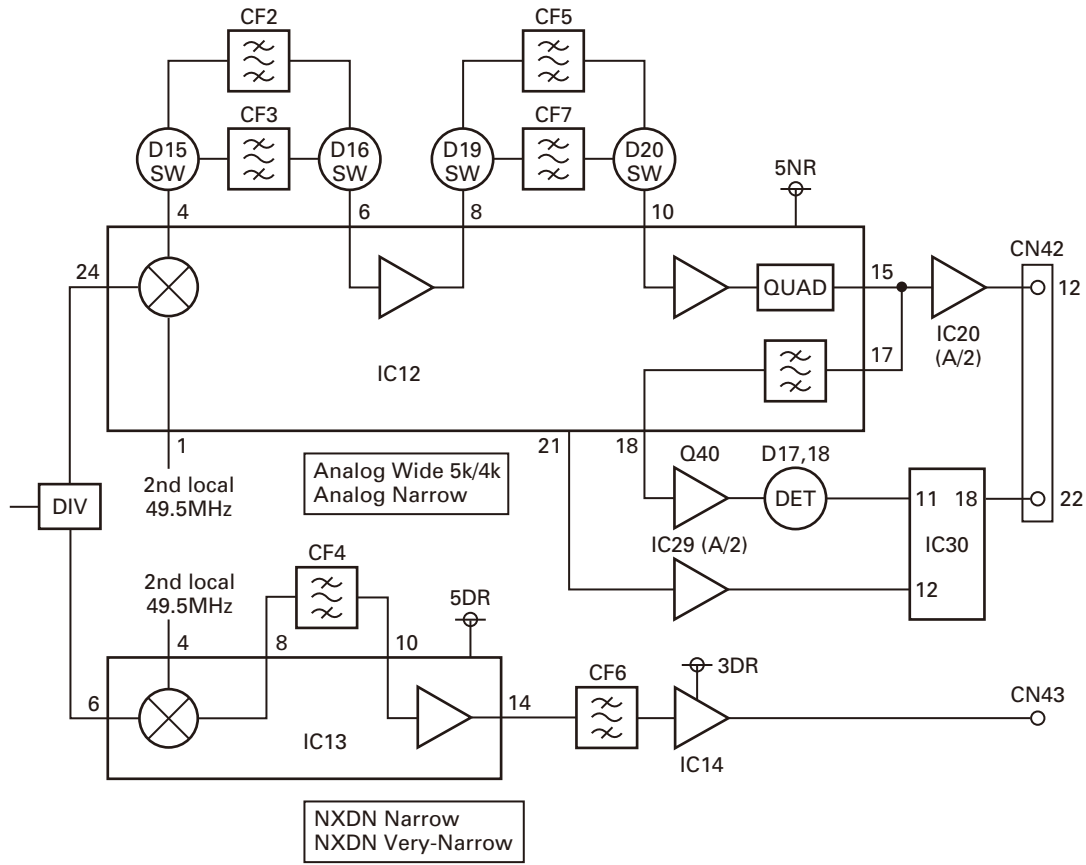 CF2
CF5
CF3
CF7
D15
SW
D16
SW
D19
SW
D20
SW
5NR
4
6
8
10
CN42
24
15
QUAD
12
IC20
(A/2)
17
IC12
1
21
18
Q40
D17,18
2nd local
49.5MHz
Analog Wide 5k/4k
Analog Narrow
DIV
DET
11
18
22
IC29 (A/2)
IC30
CF4
2nd local
49.5MHz
5DR
12
4
8
10
3DR
6
14
CF6
CN43
IC13
IC14
NXDN Narrow
NXDN Very-Narrow